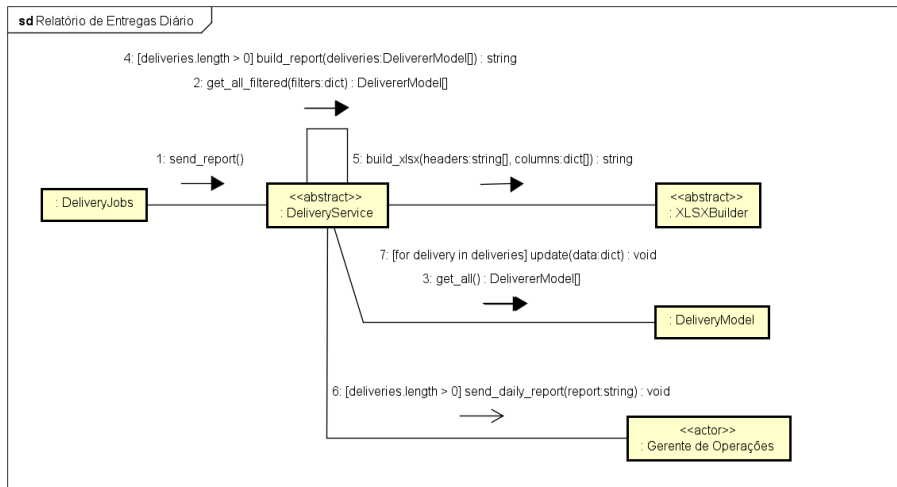 sd Relatório de Entregas Diário
4: [deliveries.length > 0] build_report(deliveries:DelivererModel[]) : string
2: get_all_filtered(filters:dict) : DelivererModel[]
1: send_report()
5: build_xlsx(headers:string[], columns:dict[]) : string
: DeliveryJobs
<<abstract>>
: DeliveryService
<<abstract>>
: XLSXBuilder
7: [for delivery in deliveries] update(data:dict) : void
3: get_all() : DelivererModel[]
: DeliveryModel
6: [deliveries.length > 0] send_daily_report(report:string) : void
<<actor>>
: Gerente de Operações